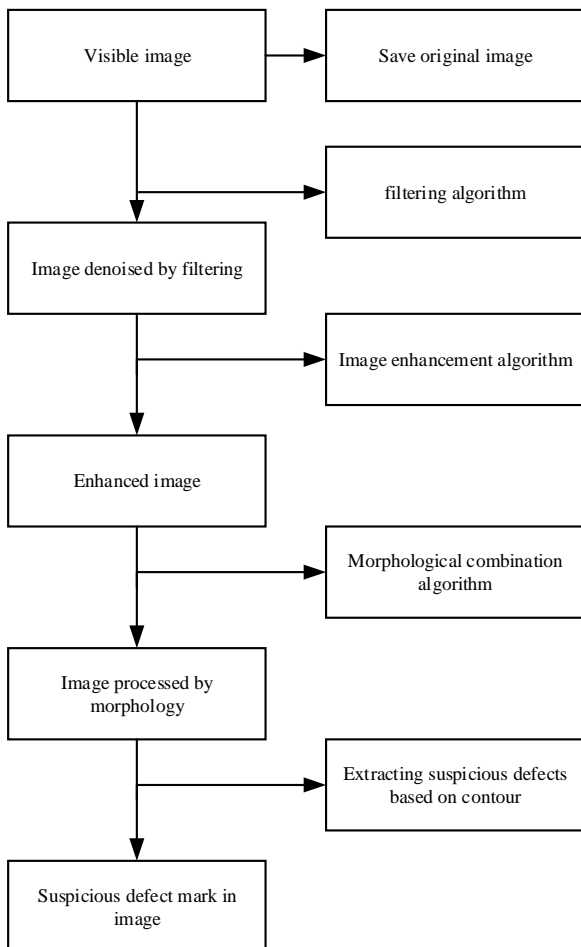 Visible image
Save original image
filtering algorithm
Image denoised by filtering
Image enhancement algorithm
Enhanced image
Morphological combination
algorithm
Image processed by
morphology
Extracting suspicious defects
based on contour
Suspicious defect mark in
image